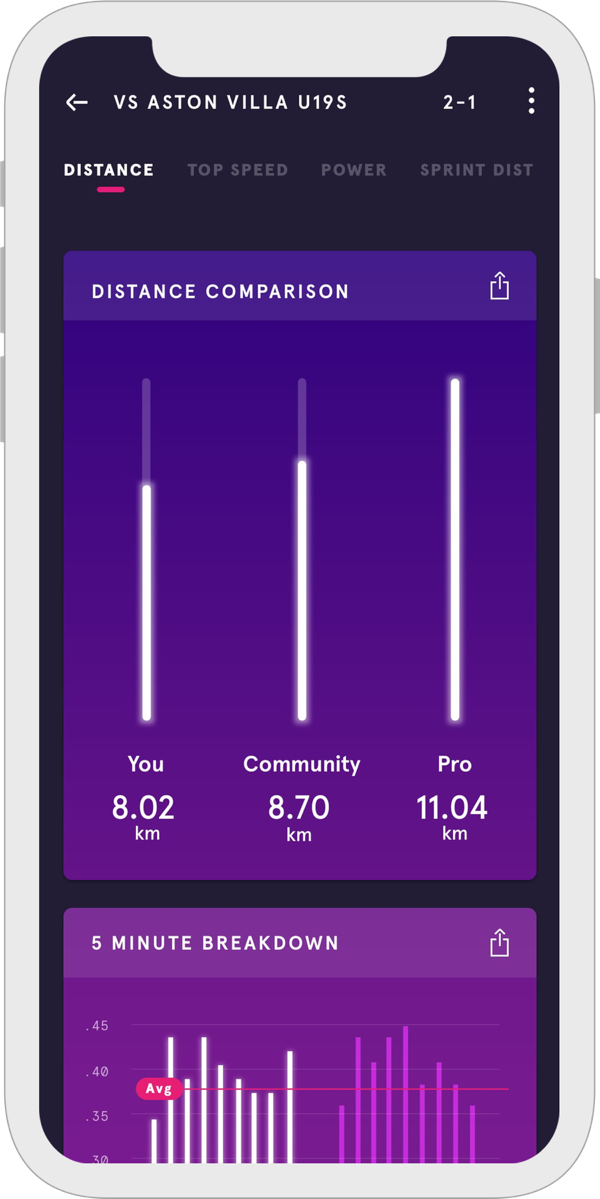 VS ASTON VILLA U19S 2-1
DISTANCE TOP SPEED POWER SPRINT DIST
DISTANCE COMPARISON
You Community Pro
8.02 8.70 11.04
km km km
5 MINUTE BREAKDOWN
.45
.40
Avg
.35
.30